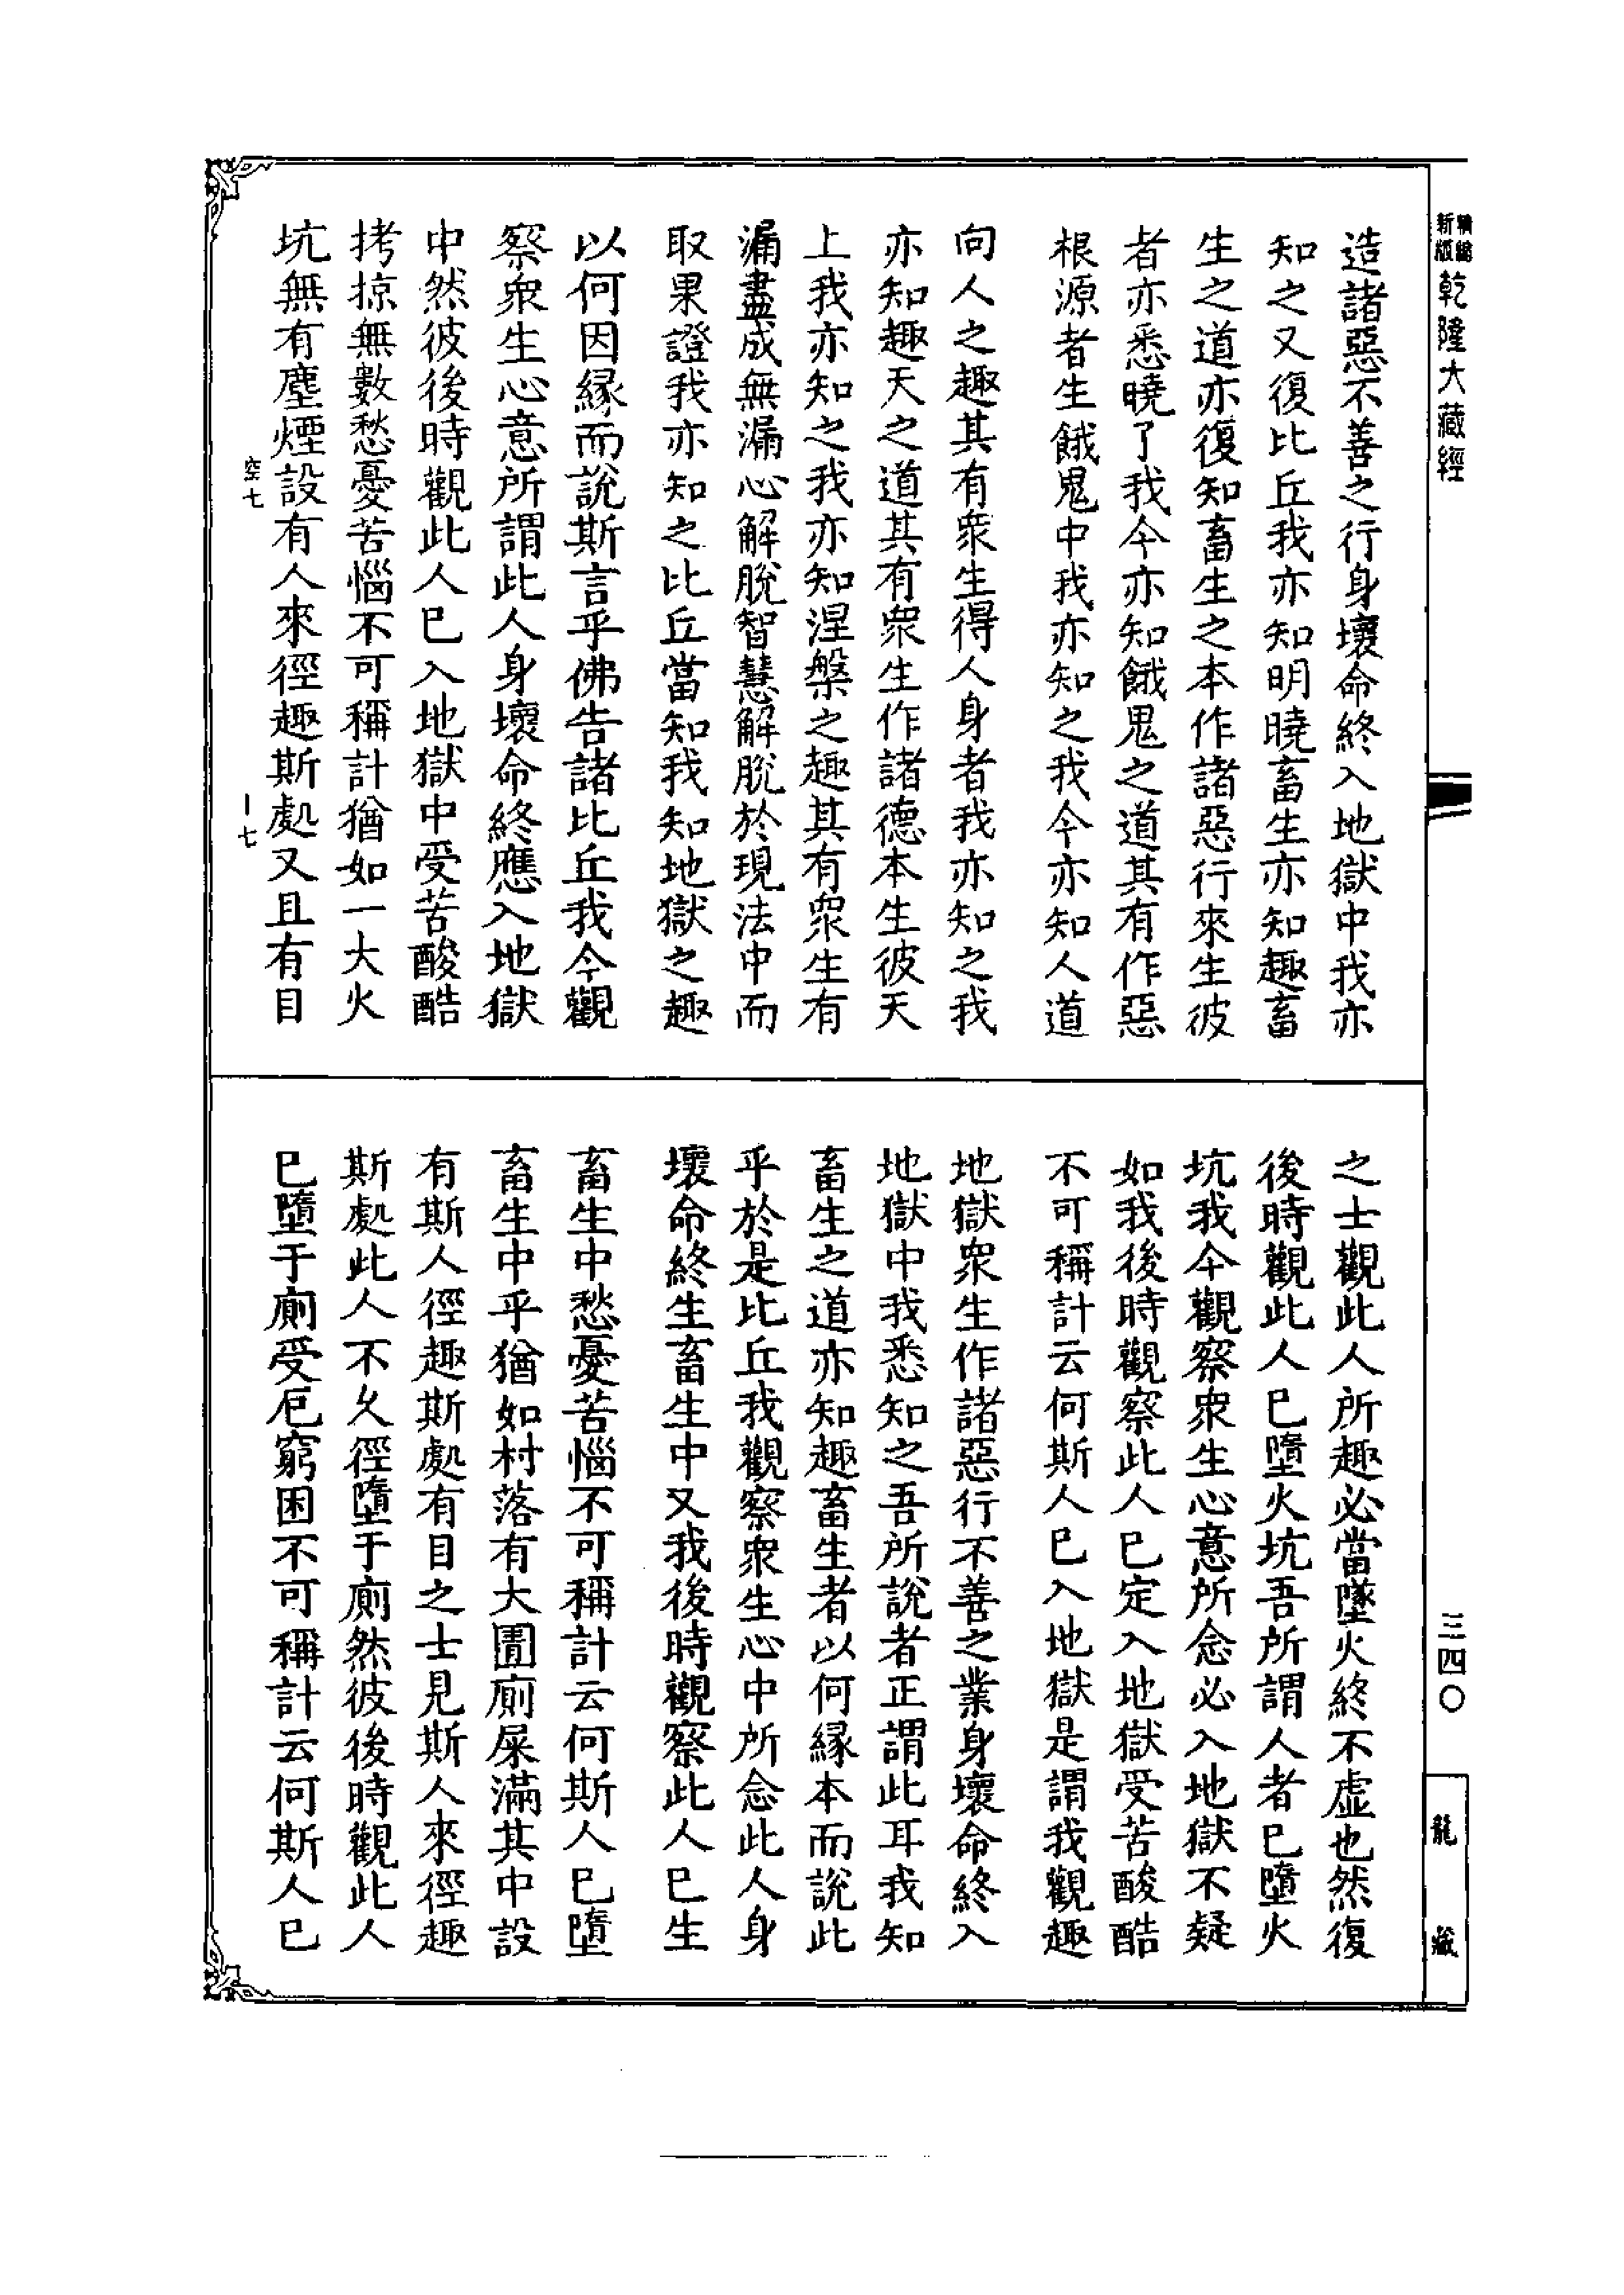 新編
新版
乾隆大藏經
三四〇
龍藏
造諸惡不善之行身壞命終入地獄中我亦
知之又復比丘我亦知明曉畜生亦知趣畜
生之道亦復知畜生之本作諸惡行來生彼
者亦悉曉了我今亦知餓鬼之道其有作惡
根源者生餓鬼中我亦知之我今亦知人道
向人之趣其有衆生得人身者我亦知之我
亦知趣天之道其有衆生作諸德本生彼天
上我亦知之我亦知涅槃之趣其有衆生有
漏盡成無漏心解脫智慧解脫於現法中而
取果證我亦知之比丘當知我知地獄之趣
以何因緣而說斯言乎佛告諸比丘我今觀
察衆生心意所謂此人身壞命終應入地獄
中然彼後時觀此人已入地獄中受苦酸酷
拷掠無數愁憂苦惱不可稱計猶如一大火
坑無有塵煙設有人來徑趣斯處又且有目
空七
一七
之士觀此人所趣必當墜火終不虛也然復
後時觀此人已墮火坑吾所謂人者已墮火
坑我今觀察衆生心意所念必入地獄不疑
如我後時觀察此人已定入地獄受苦酸酷
不可稱計云何斯人已入地獄是謂我觀趣
地獄衆生作諸惡行不善之業身壞命終入
地獄中我悉知之吾所說者正謂此耳我知
畜生之道亦知趣畜生者以何緣本而說此
乎於是比丘我觀察衆生心中所念此人身
壞命終生畜生中又我後時觀察此人已生
畜生中愁憂苦惱不可稱計云何斯人已墮
畜生中乎猶如村落有大圊廁屎滿其中設
有斯人徑趣斯處有目之士見斯人來徑趣
斯處此人不久徑墮于廁然彼後時觀此人
已墮于廁受厄窮困不可稱計云何斯人已